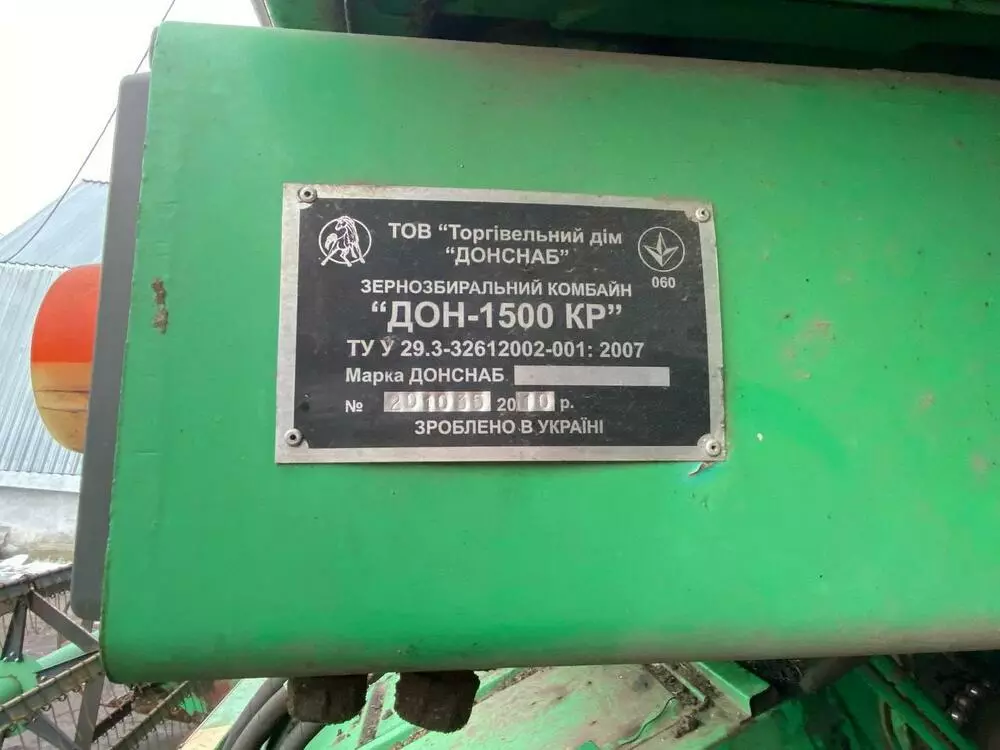 ТОВ “Торгівельний дім
“ДОНСНАБ”
060
ЗЕРНОЗБИРАЛЬНИЙ КОМБАЙН
“ДОН-1500 КР”
ТУ У 29.3-32612002-001: 2007
Марка ДОНСНАБ
№ 201015 2010 р.
ЗРОБЛЕНО В УКРАЇНІ